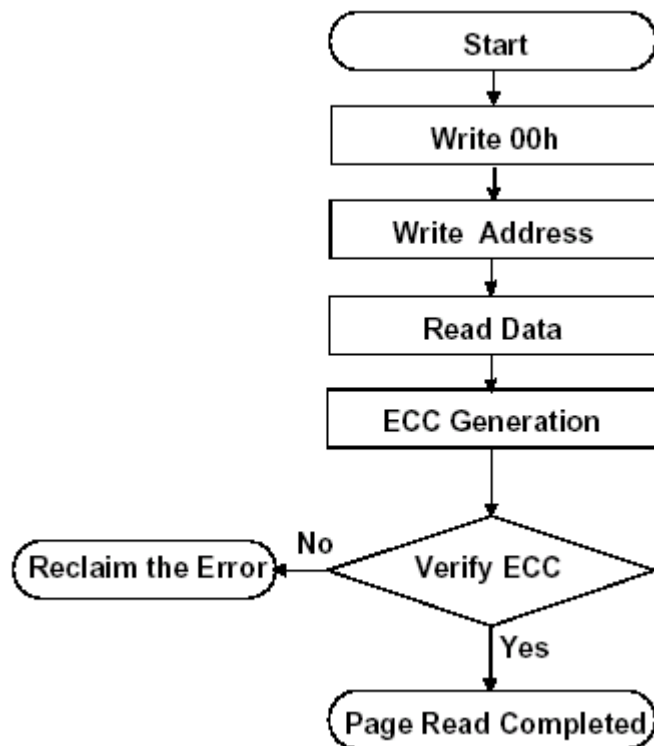 Start
Write 00h
Write Address
Read Data
ECC Generation
No
Reclaim the Error
Verify ECC
Yes
Page Read Completed